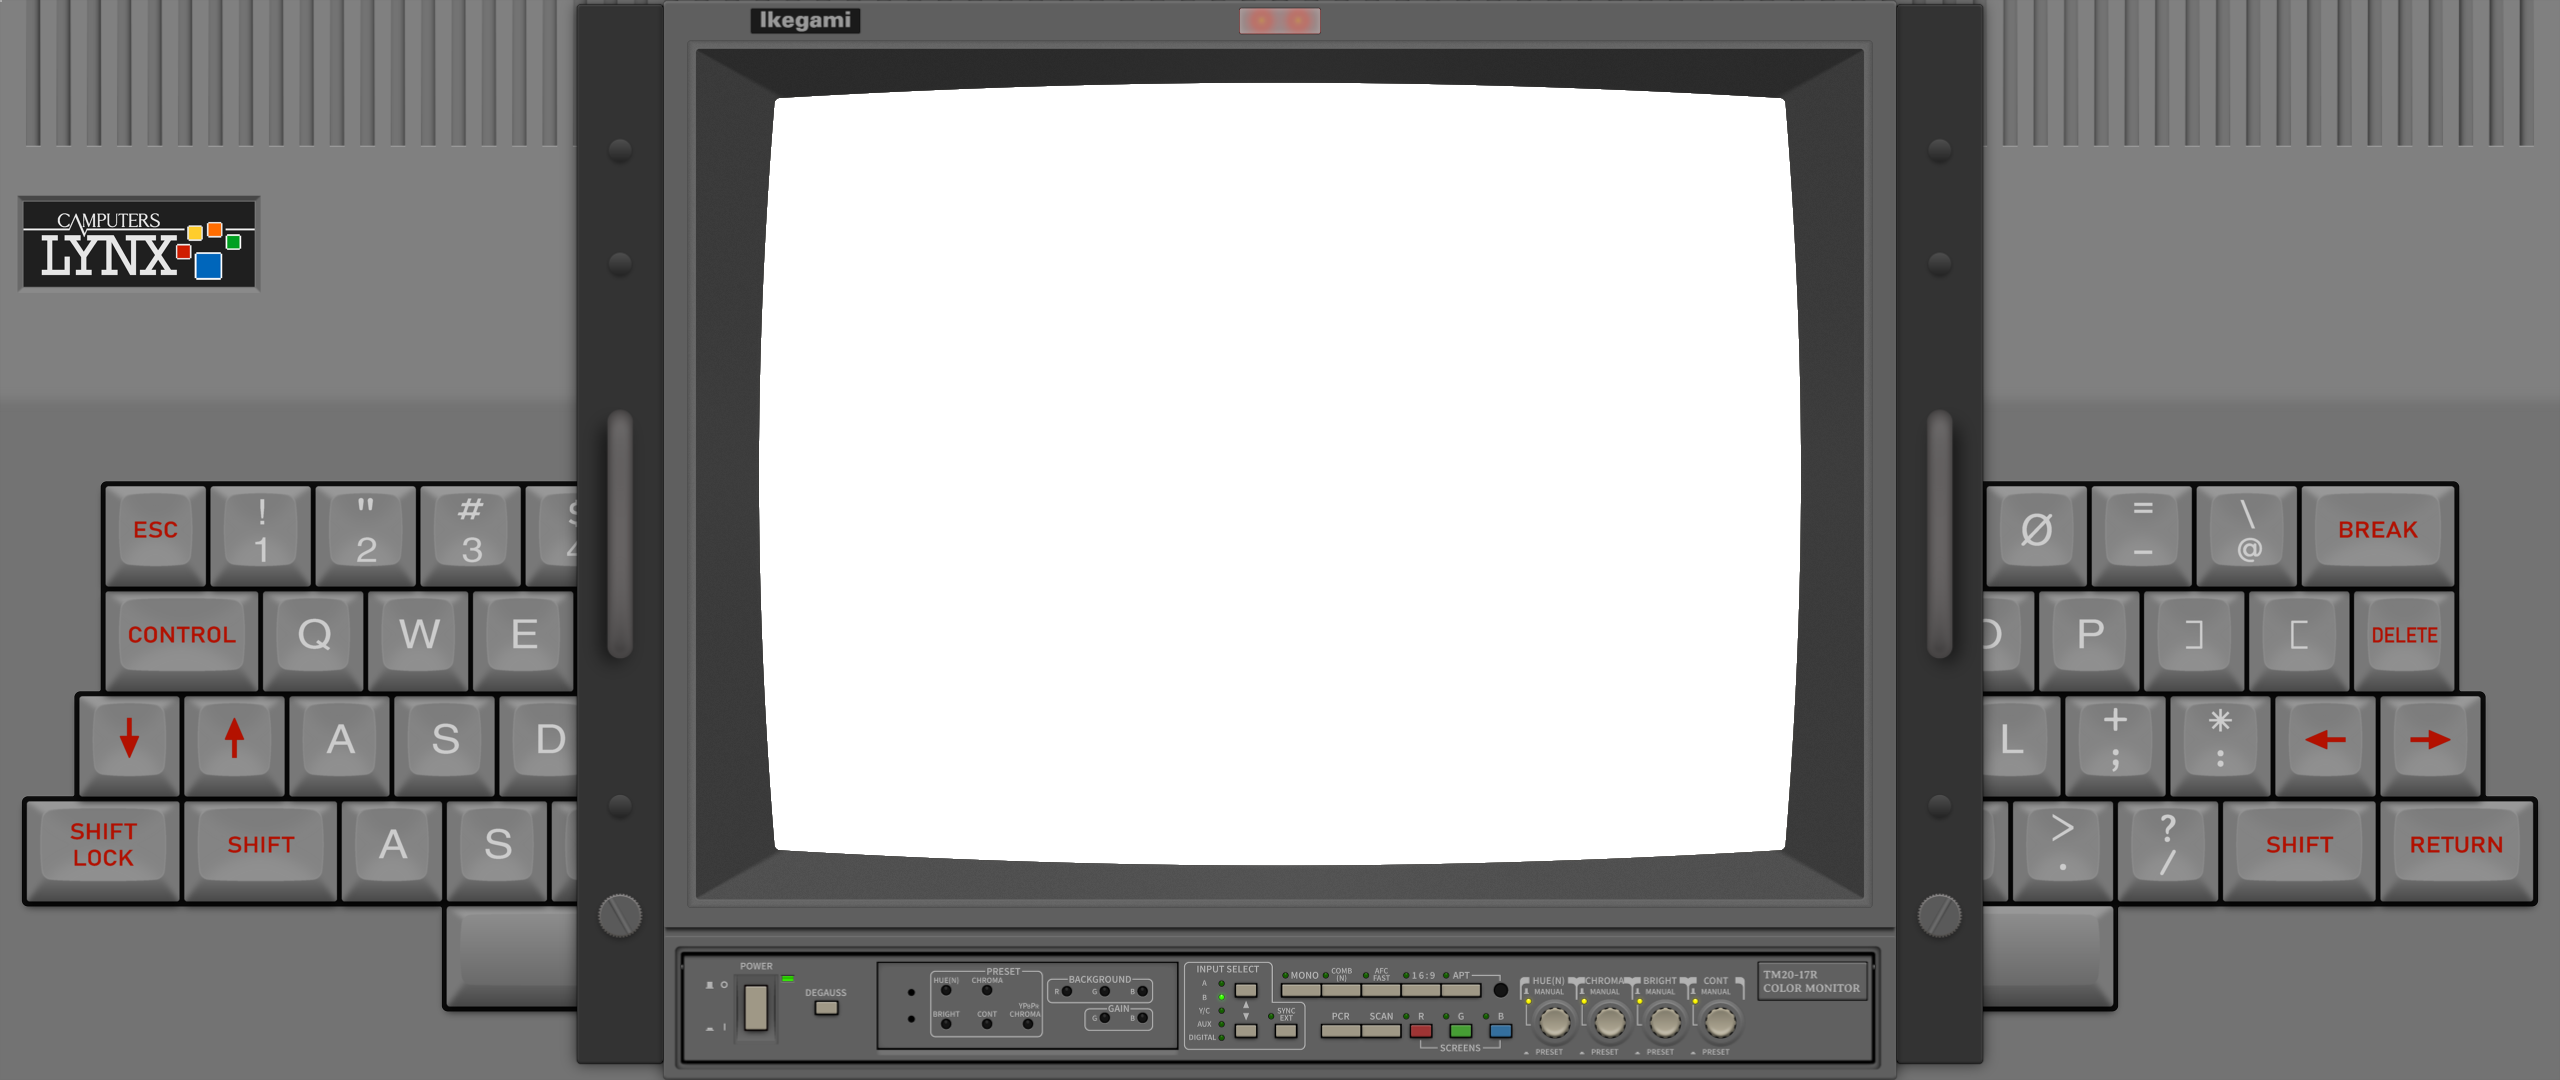 Ikegami
CAMPUTERS
LYNX
ESC
! 1
" 2
# 3
Ø
= -
\ @
BREAK
CONTROL
Q
W
E
P
]
[
DELETE
↓
↑
A
S
D
L
+ ;
* :
←
→
SHIFT LOCK
SHIFT
A
S
> .
? /
SHIFT
RETURN
POWER
DEGAUSS
PRESET
HUE(N)
CHROMA
BRIGHT
CONT
YPBPR CHROMA
BACKGROUND
R G B
GAIN
G B
INPUT SELECT
A
B
Y/C
AUX
DIGITAL
SYNC EXT
MONO
COMB (N)
AFC FAST
16:9
APT
PCR
SCAN
R
G
B
SCREENS
HUE(N)
CHROMA
BRIGHT
CONT
MANUAL
MANUAL
MANUAL
MANUAL
PRESET
PRESET
PRESET
PRESET
TM20-17R
COLOR MONITOR